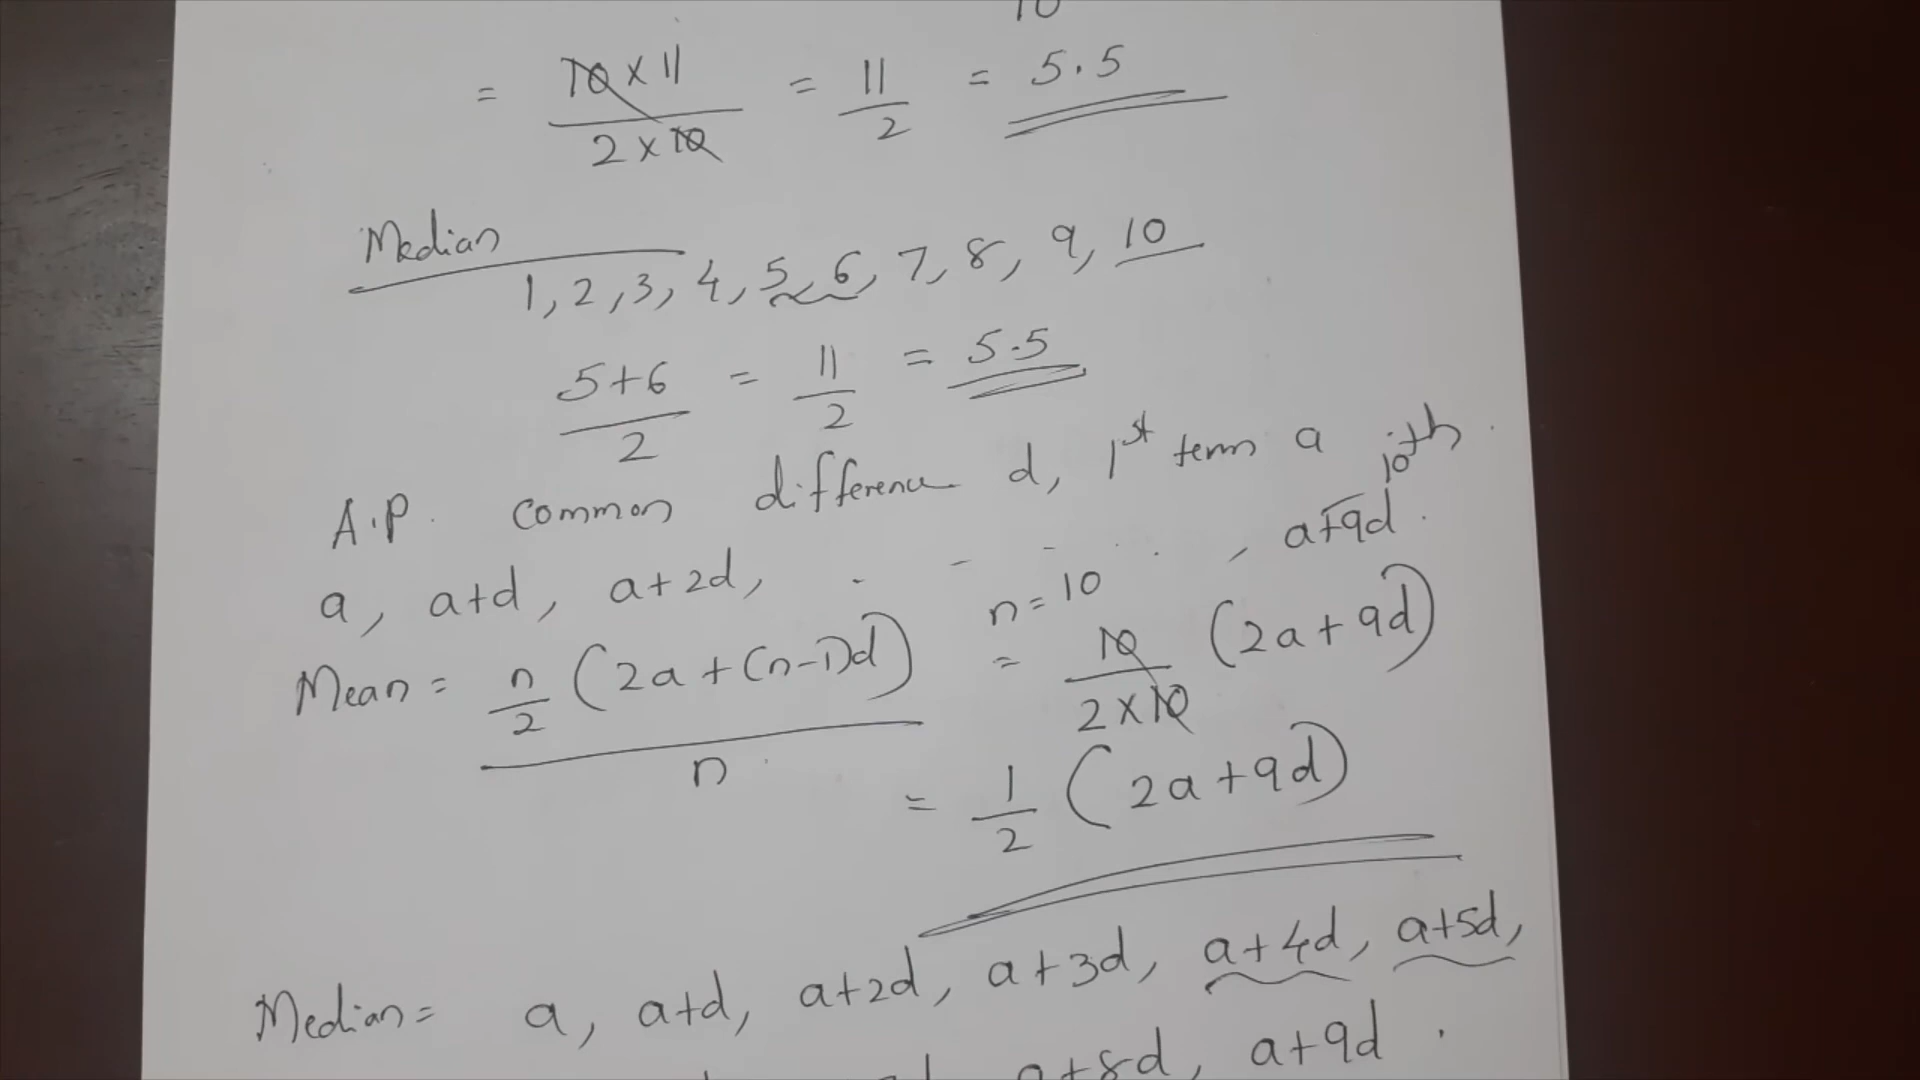 10
= 10 x 11 / 2 x 10 = 11/2 = 5.5
Median
1, 2, 3, 4, 5, 6, 7, 8, 9, 10
5+6/2 = 11/2 = 5.5
A.P. common difference d, 1st term a 10th
a, a+d, a+2d, . - - . . , a+9d.
n=10
Mean = n/2 (2a + (n-1)d) / n = 10 / 2 x 10 (2a + 9d)
= 1/2 (2a + 9d)
Median = a, a+d, a+2d, a+3d, a+4d, a+5d,
a+8d, a+9d .